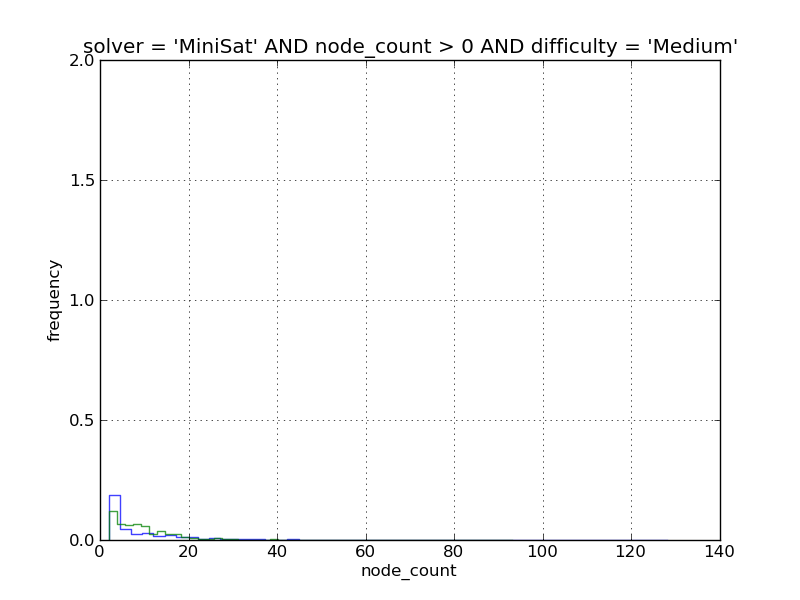 solver = 'MiniSat' AND node_count > 0 AND difficulty = 'Medium'
2.0
1.5
1.0
0.5
0.0
frequency
0 20 40 60 80 100 120 140
node_count